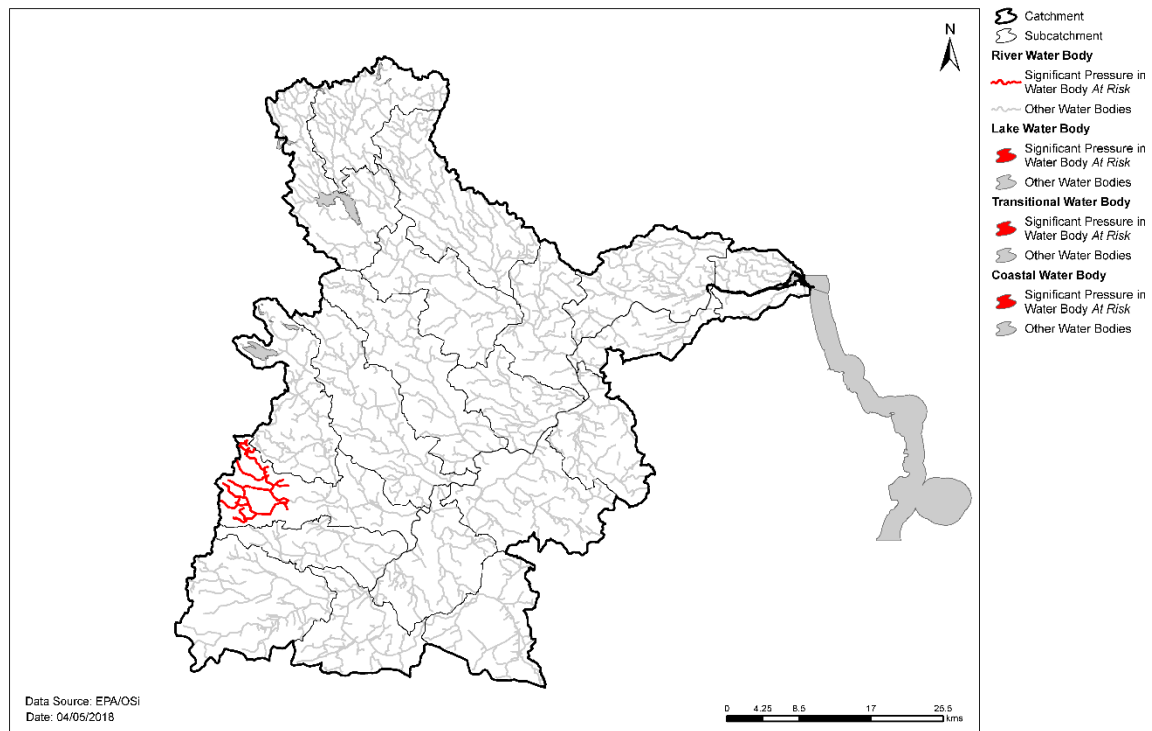 N
Catchment
Subcatchment
River Water Body
Significant Pressure in
Water Body At Risk
Other Water Bodies
Lake Water Body
Significant Pressure in
Water Body At Risk
Other Water Bodies
Transitional Water Body
Significant Pressure in
Water Body At Risk
Other Water Bodies
Coastal Water Body
Significant Pressure in
Water Body At Risk
Other Water Bodies
Data Source: EPA/OSi
Date: 04/05/2018
0 4.25 8.5 17 25.5
kms